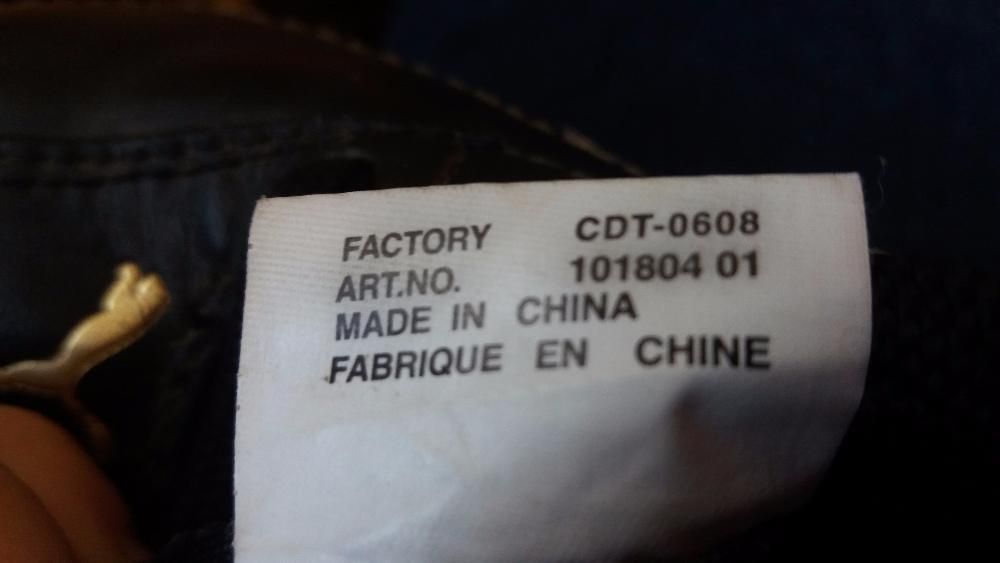 FACTORY CDT-0608
ART.NO. 101804 01
MADE IN CHINA
FABRIQUE EN CHINE